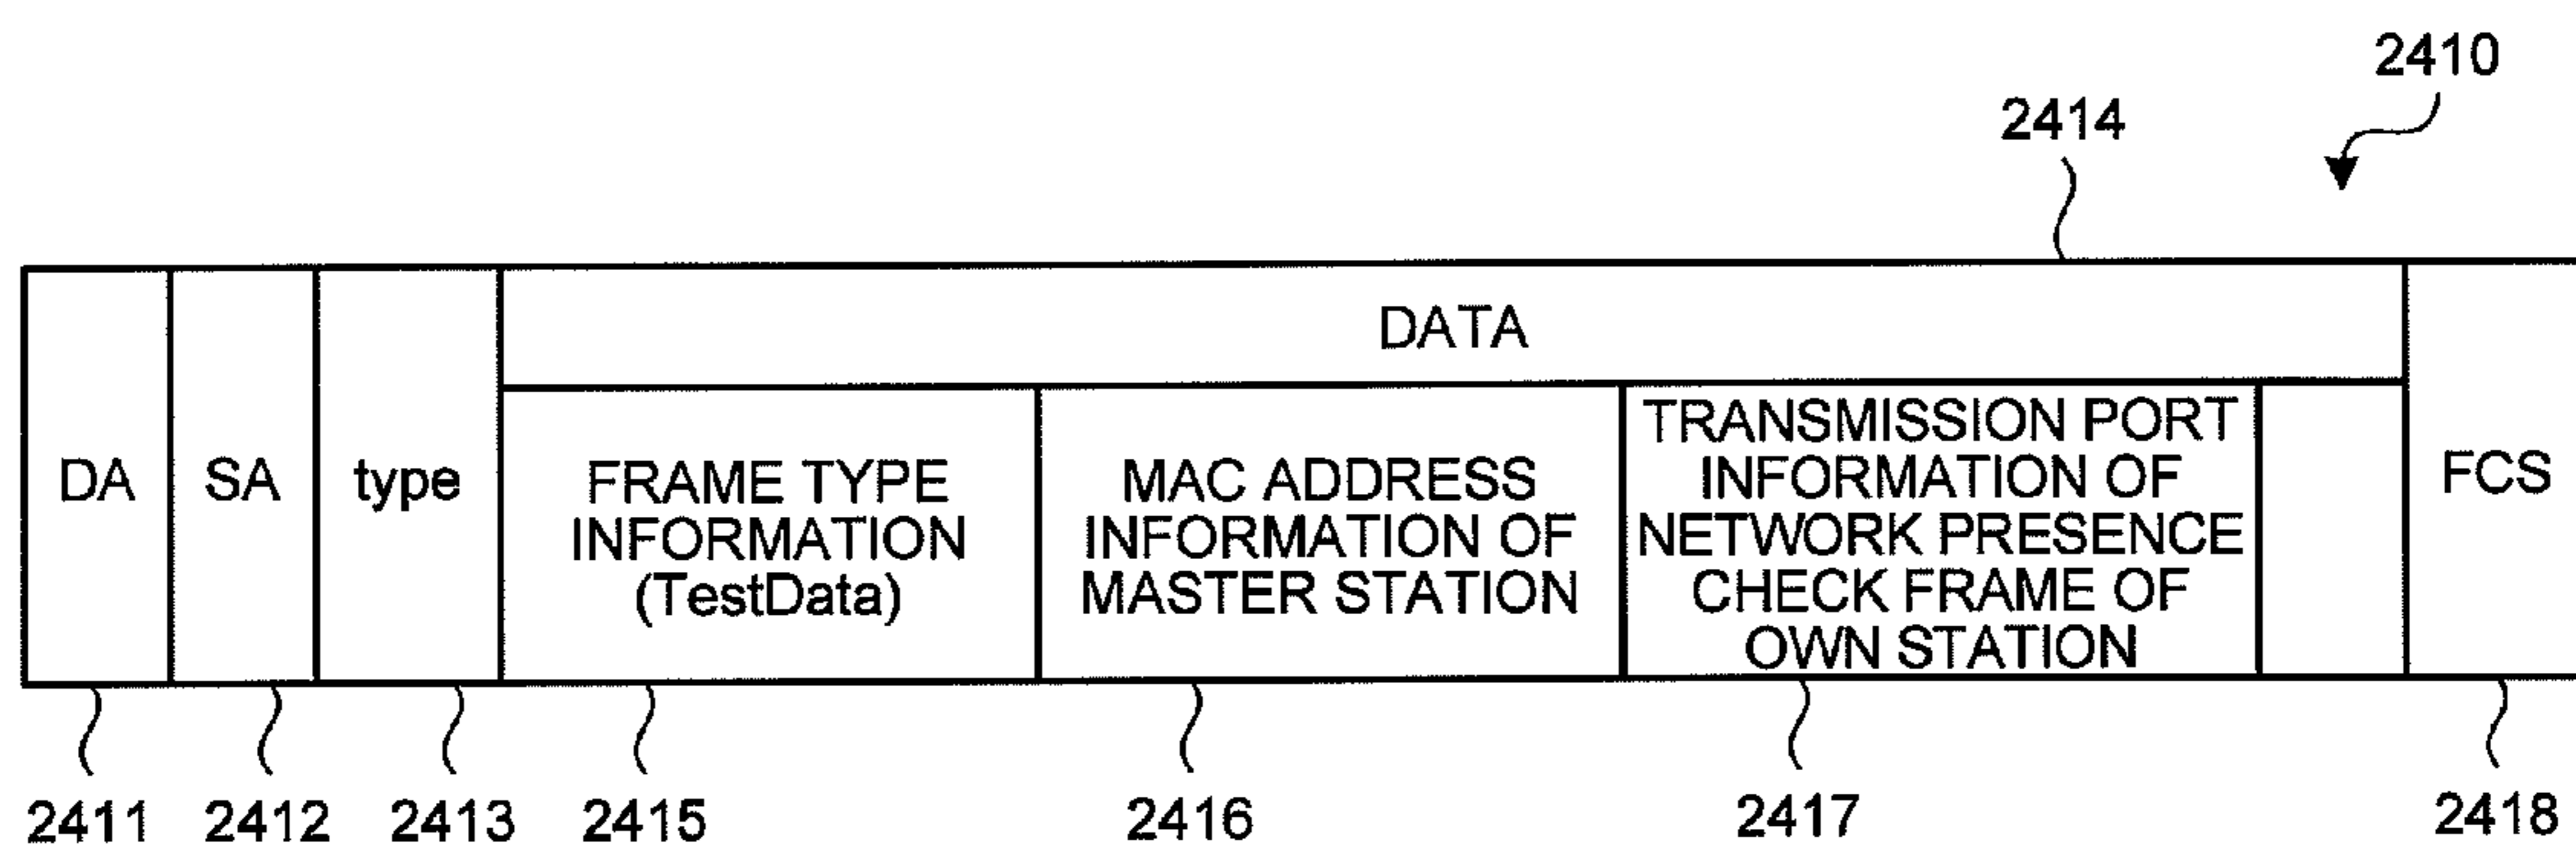 2410
2414
DATA
DA
SA
type
FRAME TYPE
INFORMATION
(TestData)
MAC ADDRESS
INFORMATION OF
MASTER STATION
TRANSMISSION PORT
INFORMATION OF
NETWORK PRESENCE
CHECK FRAME OF
OWN STATION
FCS
2411
2412
2413
2415
2416
2417
2418